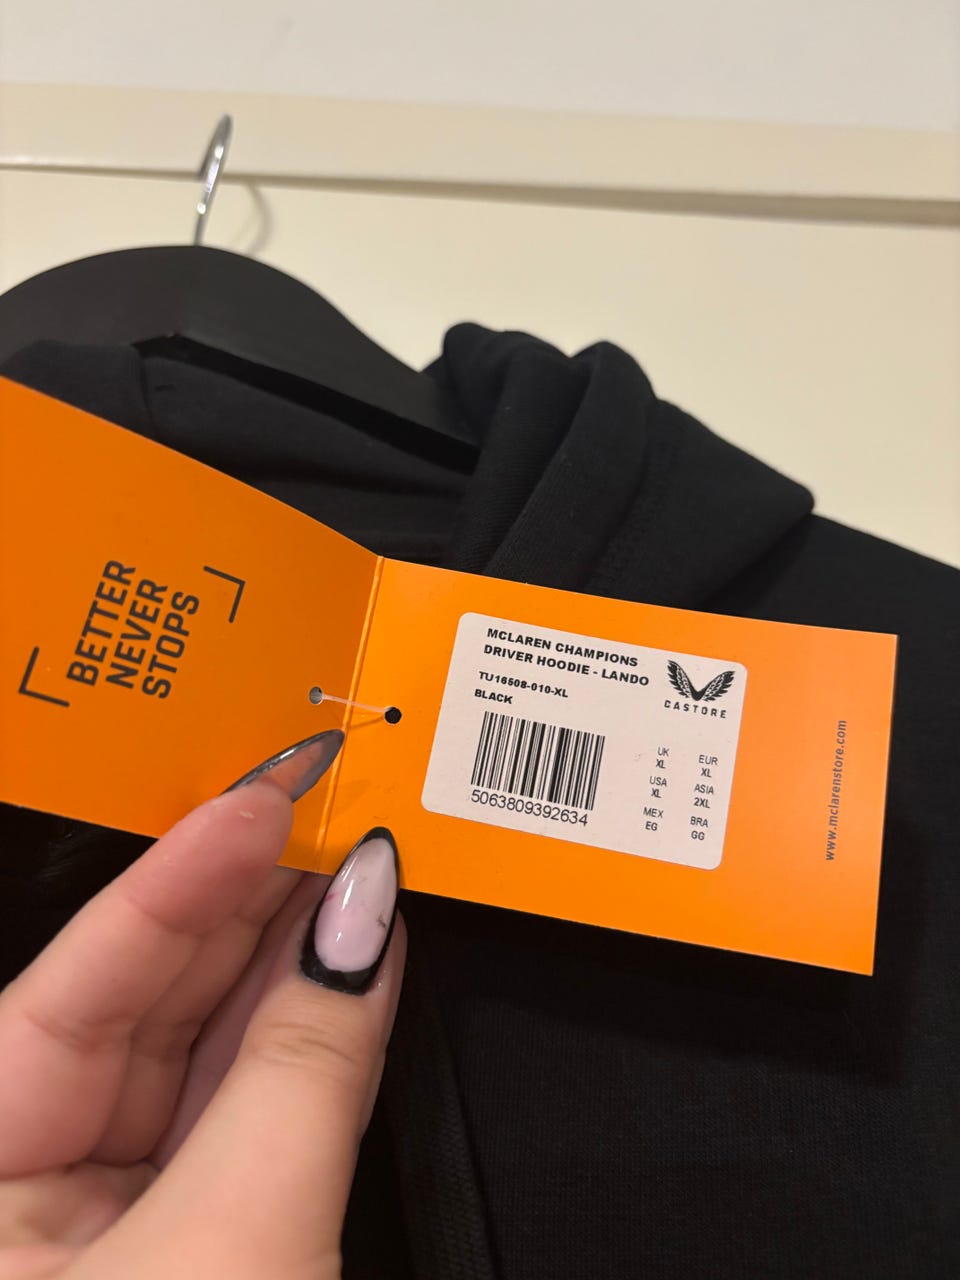 BETTER
NEVER
STOPS
MCLAREN CHAMPIONS
DRIVER HOODIE - LANDO
TU16508-010-XL
BLACK
CASTORE
5063809392634
UK
XL
EUR
XL
USA
XL
ASIA
2XL
MEX
EG
BRA
GG
www.mclarenstore.com